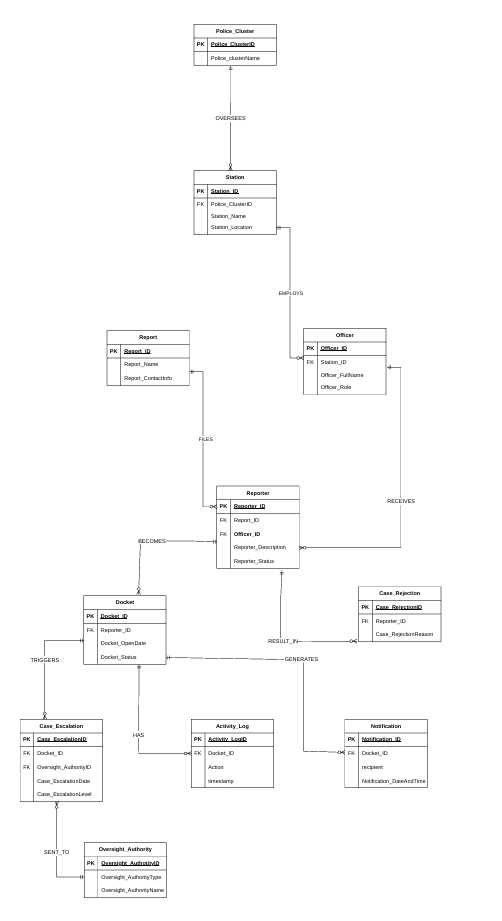 Police_Cluster
PK Police_ClusterID
Police_clusterName
OVERSEES
Station
PK Station_ID
FK Police_ClusterID
Station_Name
Station_Location
EMPLOYS
Officer
PK Officer_ID
FK Station_ID
Officer_FullName
Officer_Role
Report
PK Report_ID
Report_Name
Report_ContactInfo
FILES
RECEIVES
Reporter
PK Reporter_ID
FK Report_ID
FK Officer_ID
Reporter_Description
Reporter_Status
BECOMES
Docket
PK Docket_ID
FK Reporter_ID
Docket_OpenDate
Docket_Status
Case_Rejection
PK Case_RejectionID
FK Reporter_ID
Case_RejectionReason
RESULT_IN
GENERATES
TRIGGERS
HAS
Case_Escalation
PK Case_EscalationID
FK Docket_ID
FK Oversight_AuthorityID
Case_EscalationDate
Case_EscalationLevel
Activity_Log
PK Activity_LogID
FK Docket_ID
Action
timestamp
Notification
PK Notification_ID
FK Docket_ID
recipient
Notification_DateAndTime
SENT_TO
Oversight_Authority
PK Oversight_AuthotityID
Oversight_AuthorityType
Oversight_AuthorityName